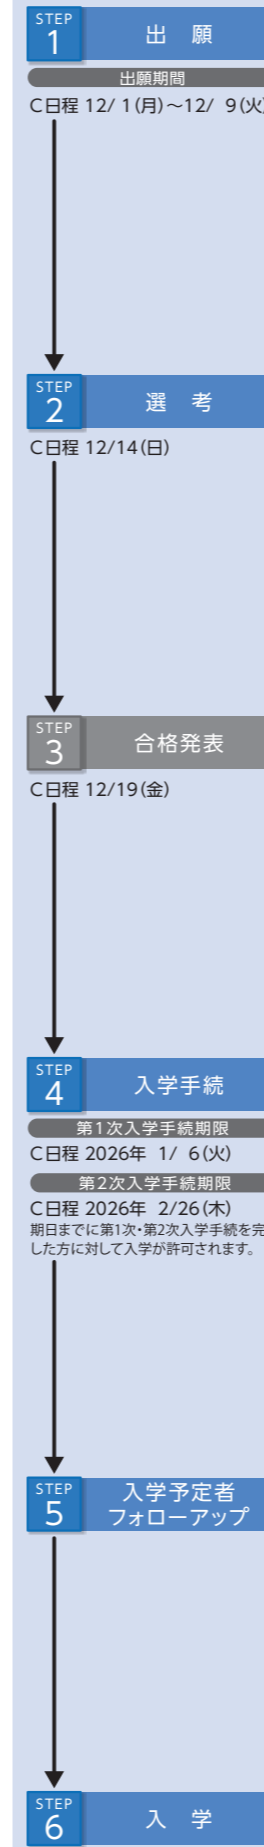 STEP
1
出 願
出願期間
C日程 12/ 1(月)～12/ 9(火)
STEP
2
選 考
C日程 12/14(日)
STEP
3
合格発表
C日程 12/19(金)
STEP
4
入学手続
第1次入学手続期限
C日程 2026年 1/ 6(火)
第2次入学手続期限
C日程 2026年 2/26(木)
期日までに第1次・第2次入学手続を完
した方に対して入学が許可されます。
STEP
5
入学予定者
フォローアップ
STEP
6
入 学